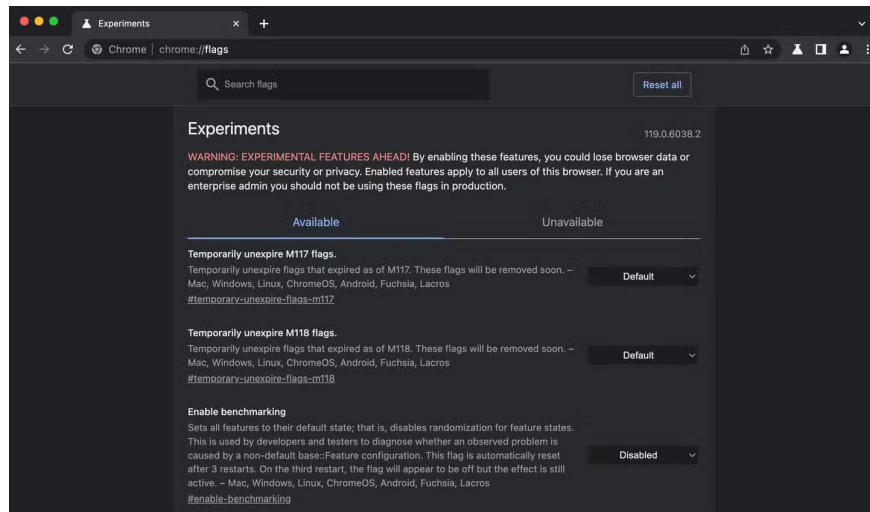 Experiments
Chrome | chrome://flags
Search flags
Reset all
Experiments
119.0.6038.2
WARNING: EXPERIMENTAL FEATURES AHEAD! By enabling these features, you could lose browser data or
compromise your security or privacy. Enabled features apply to all users of this browser. If you are an
enterprise admin you should not be using these flags in production.
Available
Unavailable
Temporarily unexpire M117 flags.
Temporarily unexpire flags that expired as of M117. These flags will be removed soon. –
Mac, Windows, Linux, ChromeOS, Android, Fuchsia, Lacros
#temporary-unexpire-flags-m117
Default
Temporarily unexpire M118 flags.
Temporarily unexpire flags that expired as of M118. These flags will be removed soon. –
Mac, Windows, Linux, ChromeOS, Android, Fuchsia, Lacros
#temporary-unexpire-flags-m118
Default
Enable benchmarking
Sets all features to their default state; that is, disables randomization for feature states.
This is used by developers and testers to diagnose whether an observed problem is
caused by a non-default base::Feature configuration. This flag is automatically reset
after 3 restarts. On the third restart, the flag will appear to be off but the effect is still
active. – Mac, Windows, Linux, ChromeOS, Android, Fuchsia, Lacros
#enable-benchmarking
Disabled